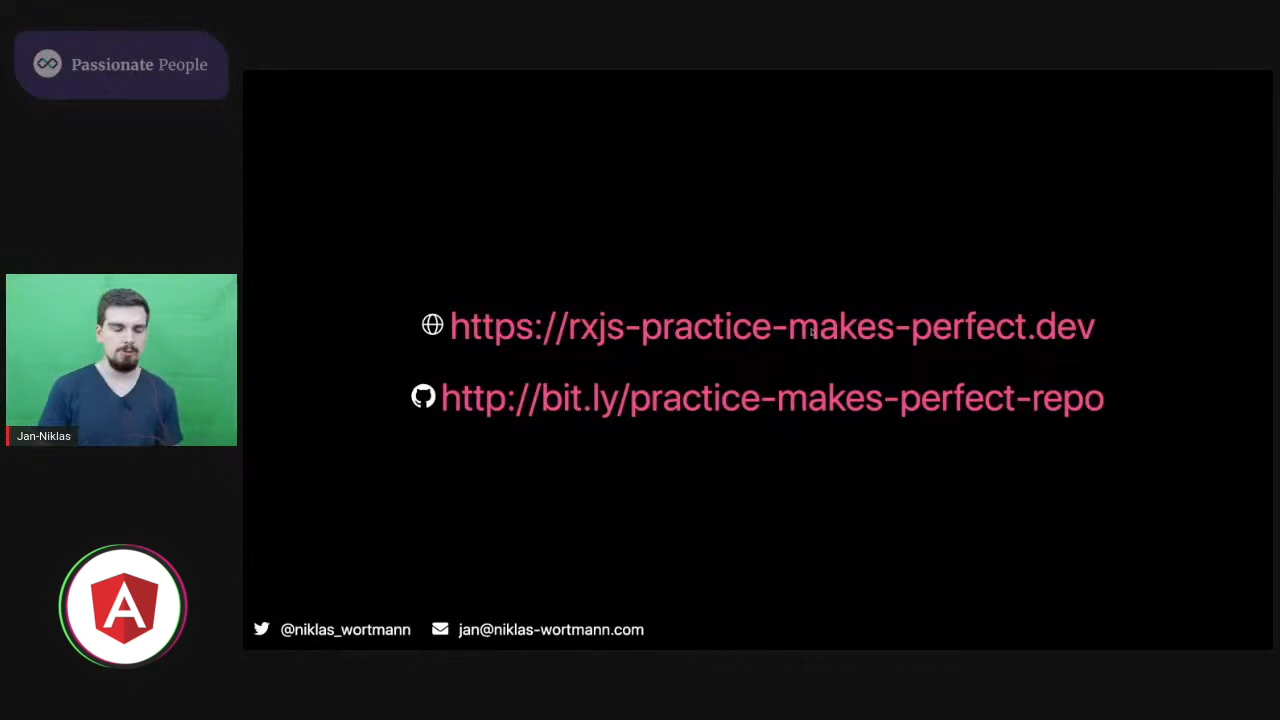 Passionate People
https://rxjs-practice-makes-perfect.dev
http://bit.ly/practice-makes-perfect-repo
Jan-Niklas
@niklas_wortmann jan@niklas-wortmann.com